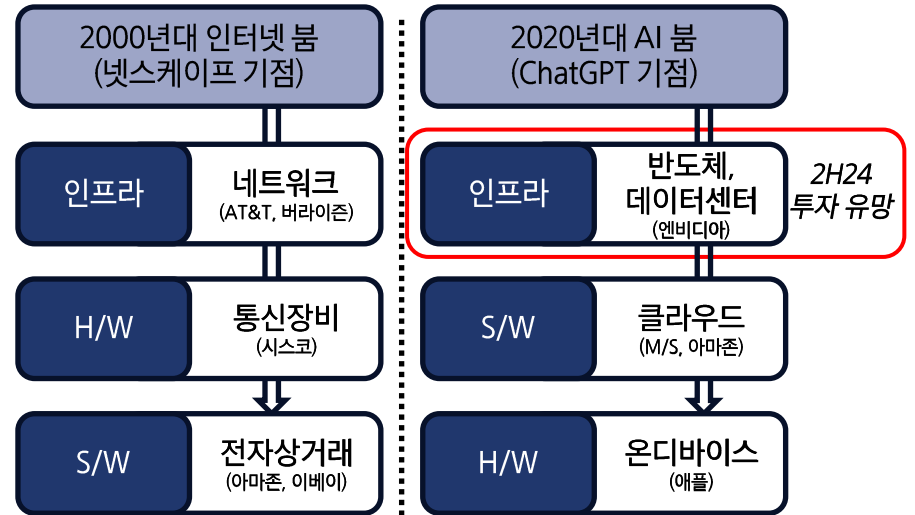 2000년대 인터넷 붐
(넷스케이프 기점)
인프라
네트워크
(AT&T, 버라이즌)
H/W
통신장비
(시스코)
S/W
전자상거래
(아마존, 이베이)
2020년대 AI 붐
(ChatGPT 기점)
인프라
반도체,
데이터센터
(엔비디아)
2H24
투자 유망
S/W
클라우드
(M/S, 아마존)
H/W
온디바이스
(애플)